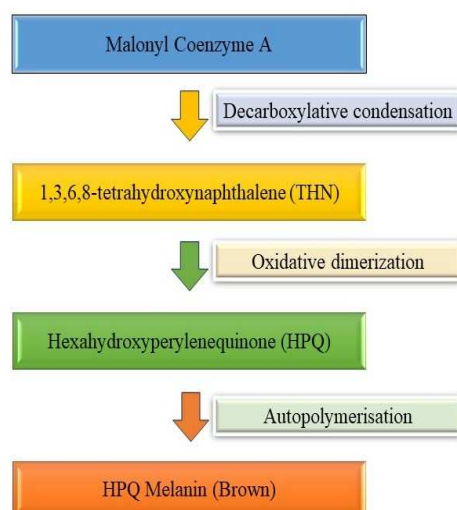 Malonyl Coenzyme A
Decarboxylative condensation
1,3,6,8-tetrahydroxynaphthalene (THN)
Oxidative dimerization
Hexahydroxyperylenequinone (HPQ)
Autopolymerisation
HPQ Melanin (Brown)